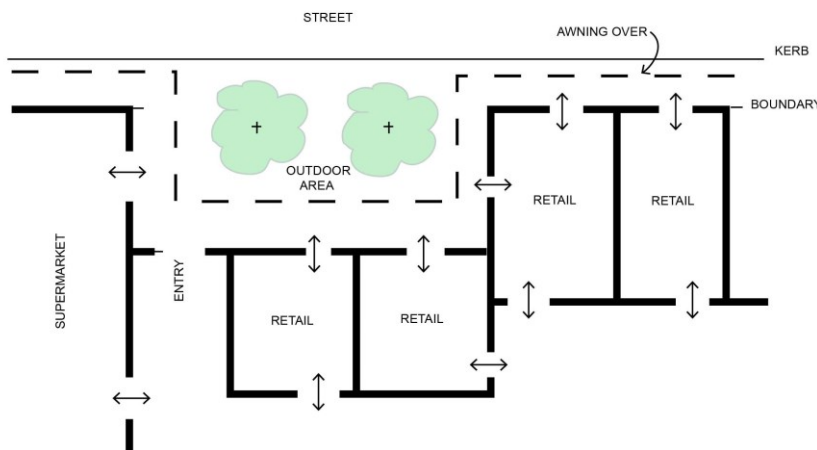 STREET
AWNING OVER
KERB
BOUNDARY
OUTDOOR
AREA
RETAIL
RETAIL
SUPERMARKET
ENTRY
RETAIL
RETAIL